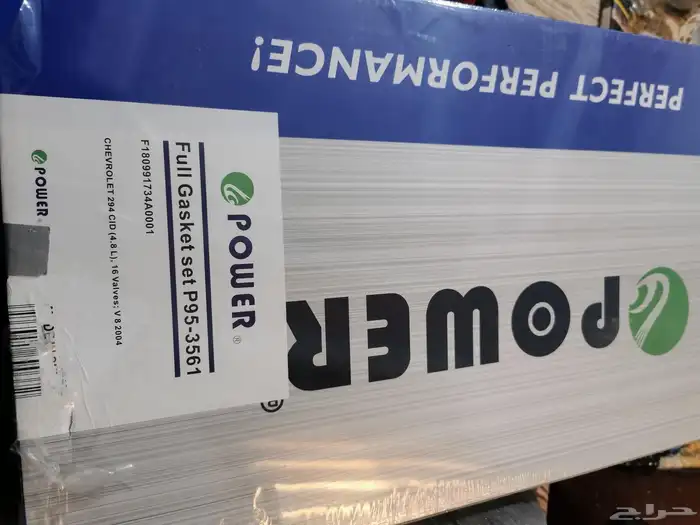 PERFECT PERFORMANCE!
POWER®
POWER®
Full Gasket set P95-3561
F180991734A0001
CHEVROLET 294 CID (4.8 L), 16 Valves; V 8 2004
POWER®
حراج